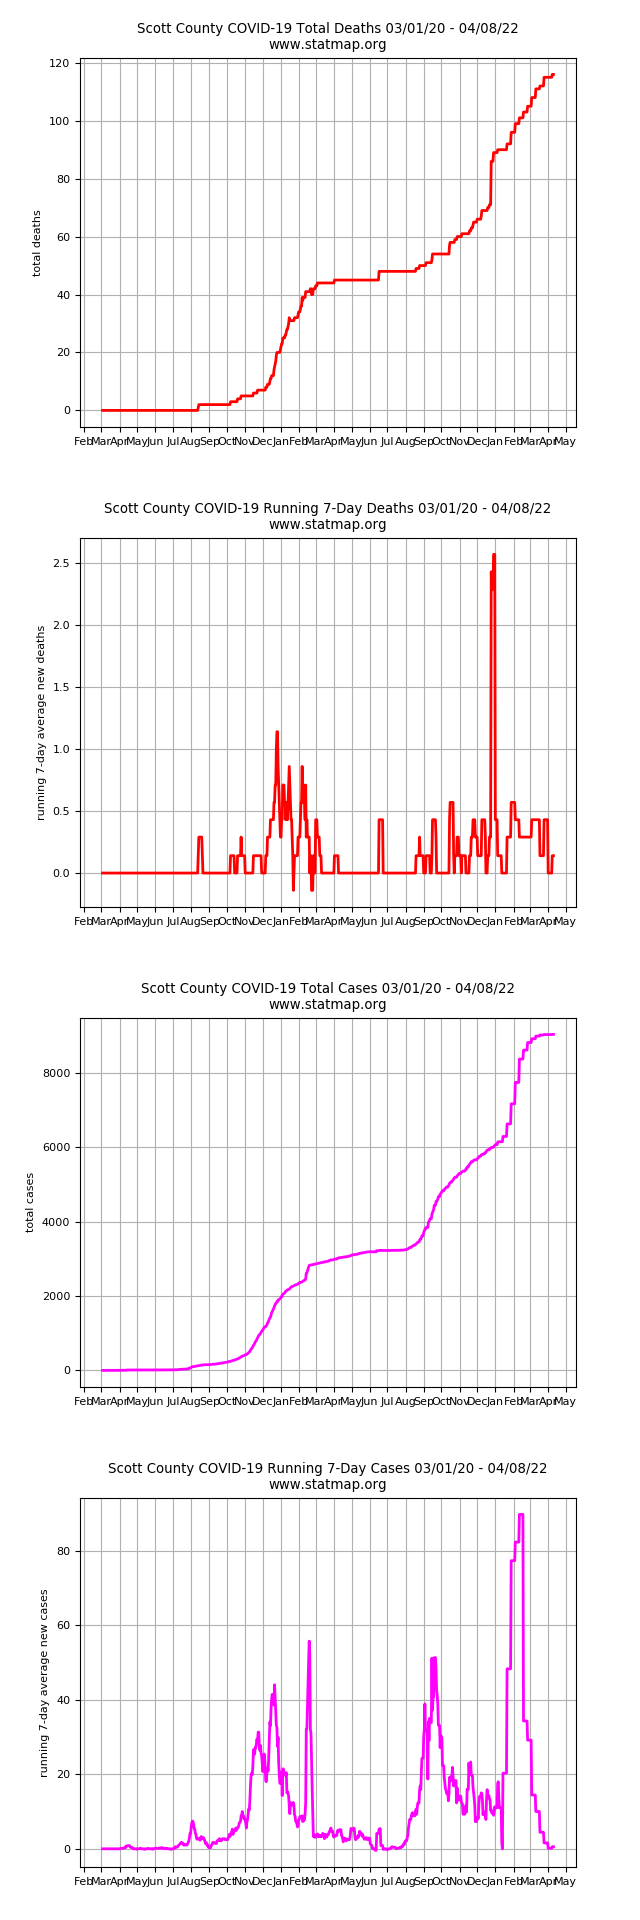 Scott County COVID-19 Total Deaths 03/01/20 - 04/08/22
www.statmap.org
120
100
80
60
40
20
0
total deaths
Feb Mar Apr May Jun Jul Aug Sep Oct Nov Dec Jan Feb Mar Apr May Jun Jul Aug Sep Oct Nov Dec Jan Feb Mar Apr May
Scott County COVID-19 Running 7-Day Deaths 03/01/20 - 04/08/22
www.statmap.org
2.5
2.0
1.5
1.0
0.5
0.0
running 7-day average new deaths
Feb Mar Apr May Jun Jul Aug Sep Oct Nov Dec Jan Feb Mar Apr May Jun Jul Aug Sep Oct Nov Dec Jan Feb Mar Apr May
Scott County COVID-19 Total Cases 03/01/20 - 04/08/22
www.statmap.org
8000
6000
4000
2000
0
total cases
Feb Mar Apr May Jun Jul Aug Sep Oct Nov Dec Jan Feb Mar Apr May Jun Jul Aug Sep Oct Nov Dec Jan Feb Mar Apr May
Scott County COVID-19 Running 7-Day Cases 03/01/20 - 04/08/22
www.statmap.org
80
60
40
20
0
running 7-day average new cases
Feb Mar Apr May Jun Jul Aug Sep Oct Nov Dec Jan Feb Mar Apr May Jun Jul Aug Sep Oct Nov Dec Jan Feb Mar Apr May